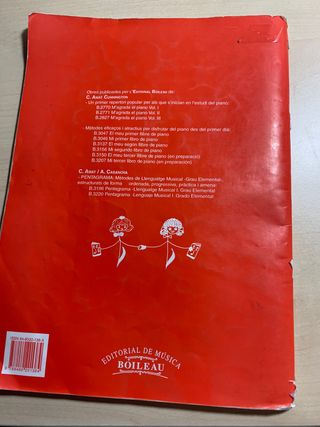 Obres publicades per l'EDITORIAL BOILEAU
C. AMAT CUNNINGTON
- Un primer repertori popular per als que s'inicien en l'estudi del piano:
B.2770 M'agrada el piano Vol. I
B.2771 M'agrada el piano Vol. II
B.2827 M'agrada el piano Vol. III
- Mètodes eficaços i atractius per disfrutar del piano des del primer dia:
B.3047 El meu primer llibre de piano
B.3046 Mi primer libro de piano
B.3137 El meu segón llibre de piano
B.3156 Mi segundo libro de piano
B.3150 El meu tercer llibre de piano (en preparació)
B.3207 Mi tercer libro de piano (en preparación)
C. AMAT / A. CASANOVA
- PENTAGRAMA: Mètodes de Llenguatge Musical -Grau Elemental-,
estructurats de forma ordenada, progressiva, pràctica i amena:
B.3196 Pentagrama -Llenguatge Musical I. Grau Elemental
B.3220 Pentagrama -Lenguaje Musical I. Grado Elemental
EDITORIAL DE MÚSICA
BOILEAU